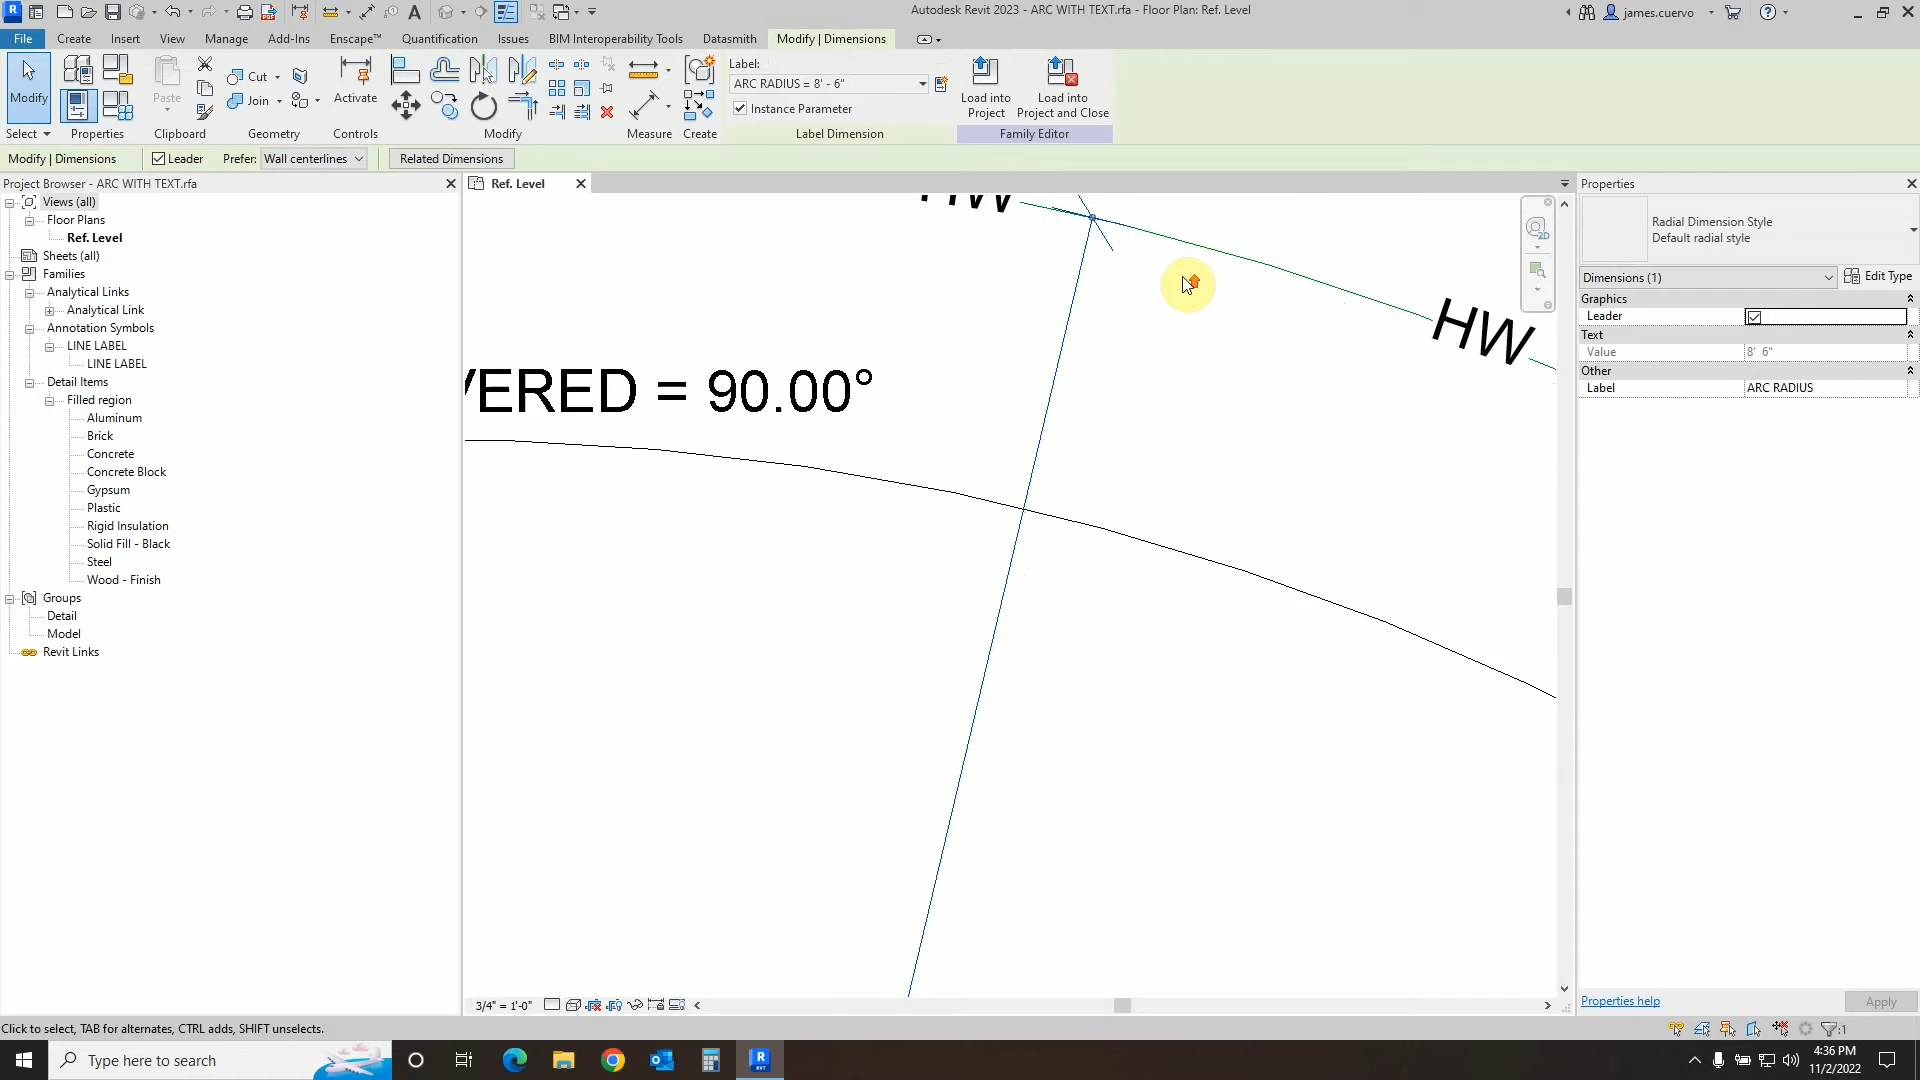 Autodesk Revit 2023 - ARC WITH TEXT.rfa - Floor Plan: Ref. Level
james.cuervo
File
Create
Insert
View
Manage
Add-Ins
Enscape™
Quantification
Issues
BIM Interoperability Tools
Datasmith
Modify | Dimensions
Modify
Paste
Cut
Join
Activate
Label:
ARC RADIUS = 8' - 6"
Instance Parameter
Load into
Project
Load into
Project and Close
Select
Properties
Clipboard
Geometry
Controls
Modify
Measure
Create
Label Dimension
Family Editor
Modify | Dimensions
Leader
Prefer:
Wall centerlines
Related Dimensions
Project Browser - ARC WITH TEXT.rfa
Views (all)
Floor Plans
Ref. Level
Sheets (all)
Families
Analytical Links
Analytical Link
Annotation Symbols
LINE LABEL
LINE LABEL
Detail Items
Filled region
Aluminum
Brick
Concrete
Concrete Block
Gypsum
Plastic
Rigid Insulation
Solid Fill - Black
Steel
Wood - Finish
Groups
Detail
Model
Revit Links
Ref. Level
HW
HW
VERED = 90.00°
2D
3/4" = 1'-0"
Properties
Radial Dimension Style
Default radial style
Dimensions (1)
Edit Type
Graphics
Leader
Text
Value
8' 6"
Other
Label
ARC RADIUS
Properties help
Apply
Click to select, TAB for alternates, CTRL adds, SHIFT unselects.
:1
Type here to search
4:36 PM
11/2/2022